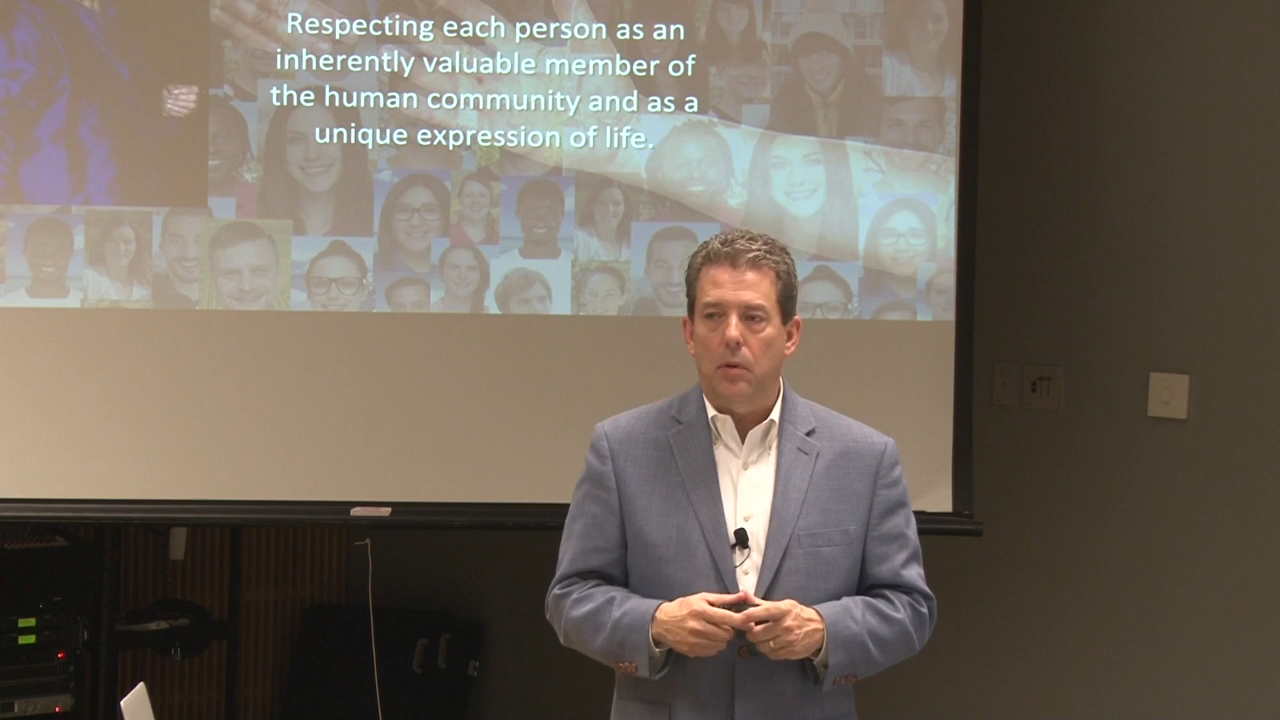 Respecting each person as an
inherently valuable member of
the human community and as a
unique expression of life.